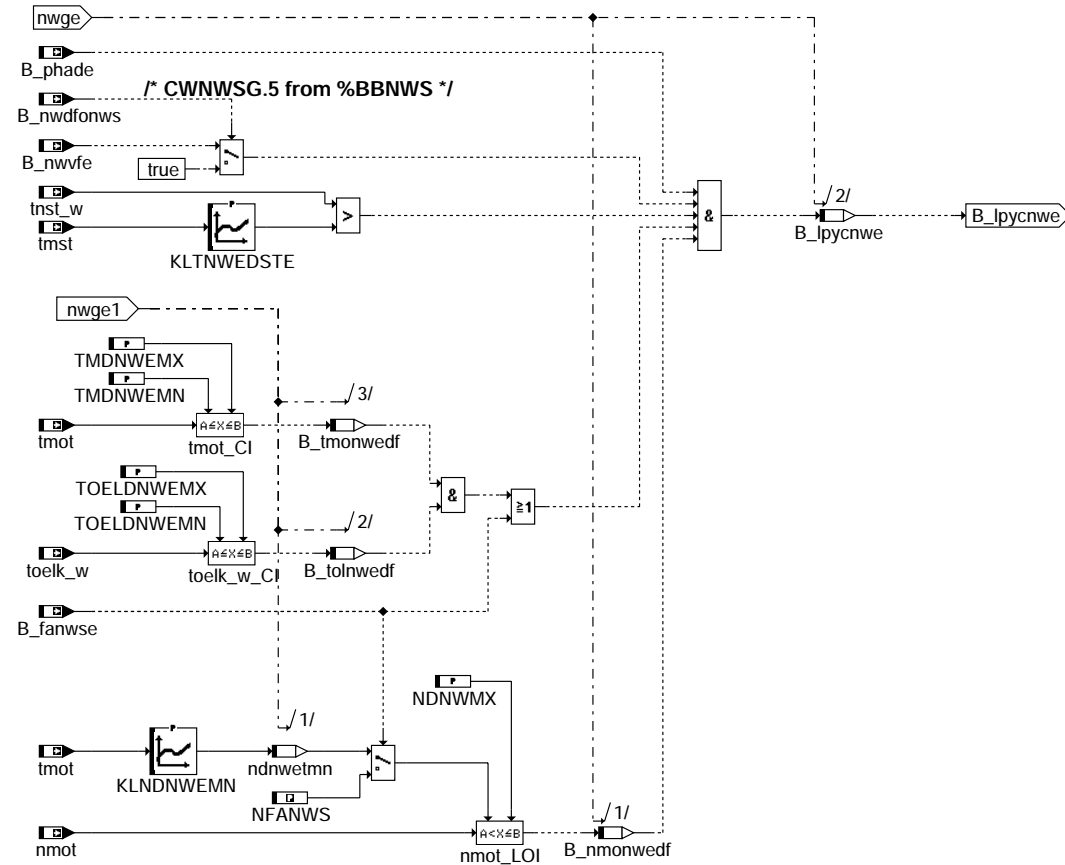 nwge
B_phade
/* CWNWSG.5 from %BBNWS */
B_nwdfonws
B_nwvfe
true
tnst_w
>
tmst
P
KLTNWEDSTE
&
/2/
B_lpycnwe
B_lpycnwe
nwge1
P
TMDNWEMX
P
TMDNWEMN
/3/
tmot
A≤X≤B
tmot_CI
B_tmonwedf
P
TOELDNWEMX
P
TOELDNWEMN
&
≧1
/2/
toelk_w
A≤X≤B
toelk_w_CI
B_tolnwedf
B_fanwse
P
NDNWMX
/1/
tmot
P
KLNDNWEMN
ndnwetmn
P
NFANWS
nmot
A<X≤B
nmot_LOI
/1/
B_nmonwedf